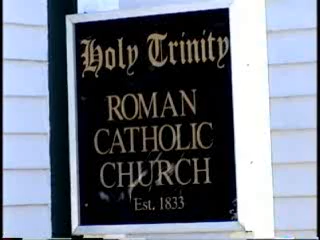 Holy Trinity
ROMAN
CATHOLIC
CHURCH
Est. 1833